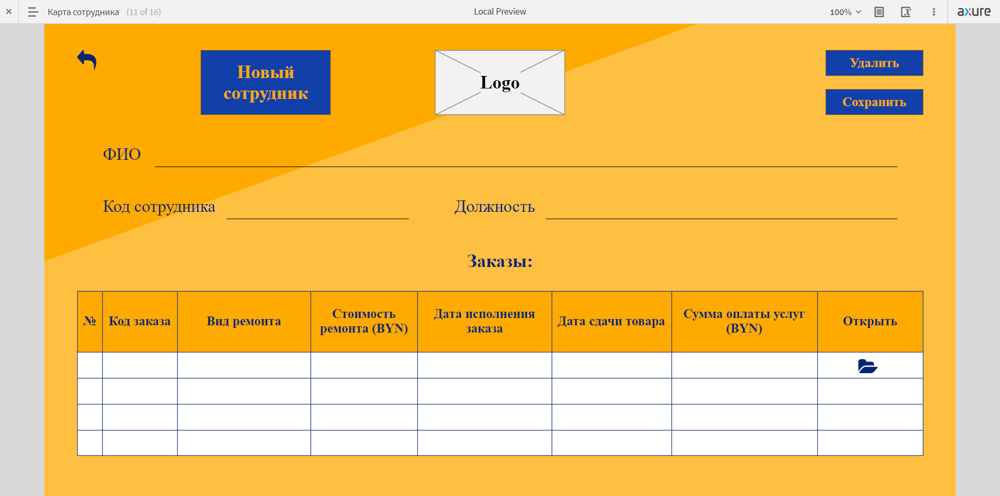 Карта сотрудника (11 of 16)
Local Preview
100%
axure
Новый
сотрудник
Logo
Удалить
Сохранить
ФИО
Код сотрудника
Должность
Заказы:
№
Код заказа
Вид ремонта
Стоимость
ремонта (BYN)
Дата исполнения
заказа
Дата сдачи товара
Сумма оплаты услуг
(BYN)
Открыть